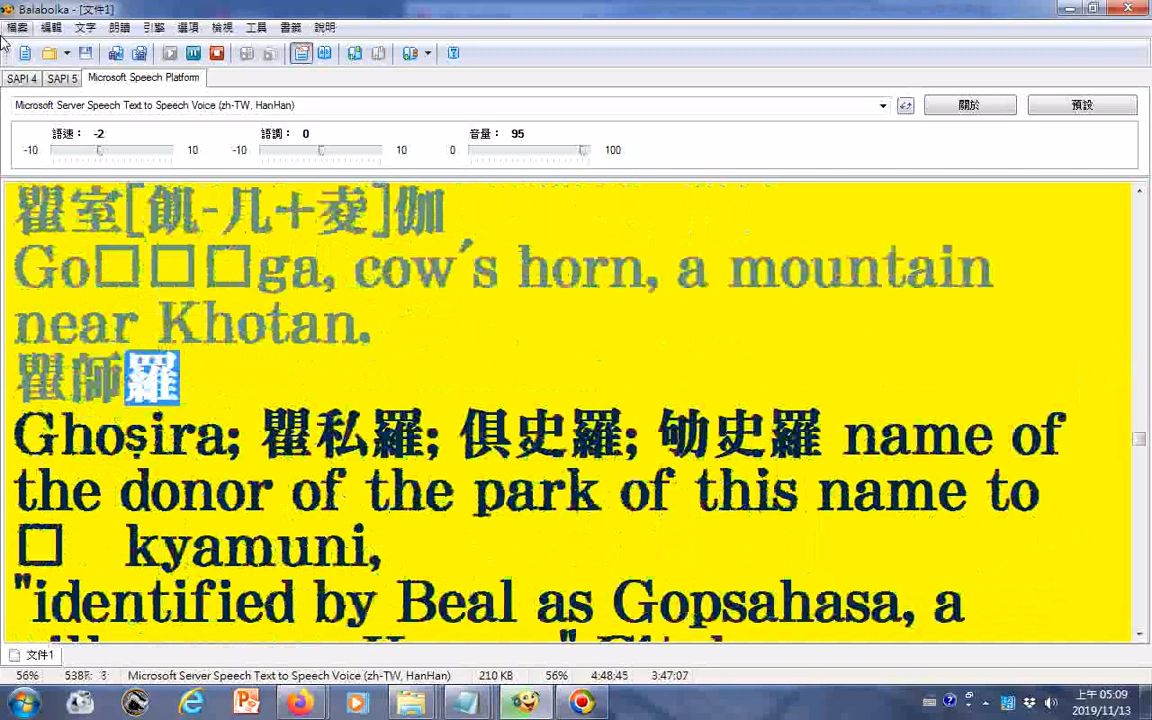 Balabolka - [文件1]
檔案 編輯 文字 朗讀 引擎 選項 檢視 工具 書籤 說明
SAPI 4 SAPI 5 Microsoft Speech Platform
Microsoft Server Speech Text to Speech Voice (zh-TW, HanHan) 關於 預設
語速： -2 語調： 0 音量： 95
-10 10 -10 10 0 100
瞿室[飢-几+夌]伽
Go□□□ga, cow's horn, a mountain
near Khotan.
瞿師羅
Ghoṣira; 瞿私羅; 俱史羅; 劬史羅 name of
the donor of the park of this name to
□ kyamuni,
"identified by Beal as Gopsahasa, a
文件1
56% Microsoft Server Speech Text to Speech Voice (zh-TW, HanHan) 210 KB 56% 4:48:45 3:47:07
上午 05:09
2019/11/13